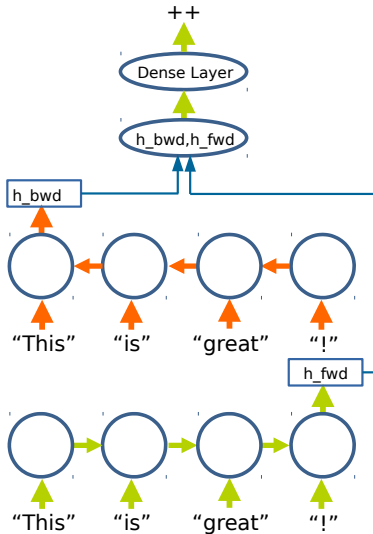 ++
Dense Layer
h_bwd,h_fwd
h_bwd
“This” “is” “great” “!”
h_fwd
“This” “is” “great” “!”